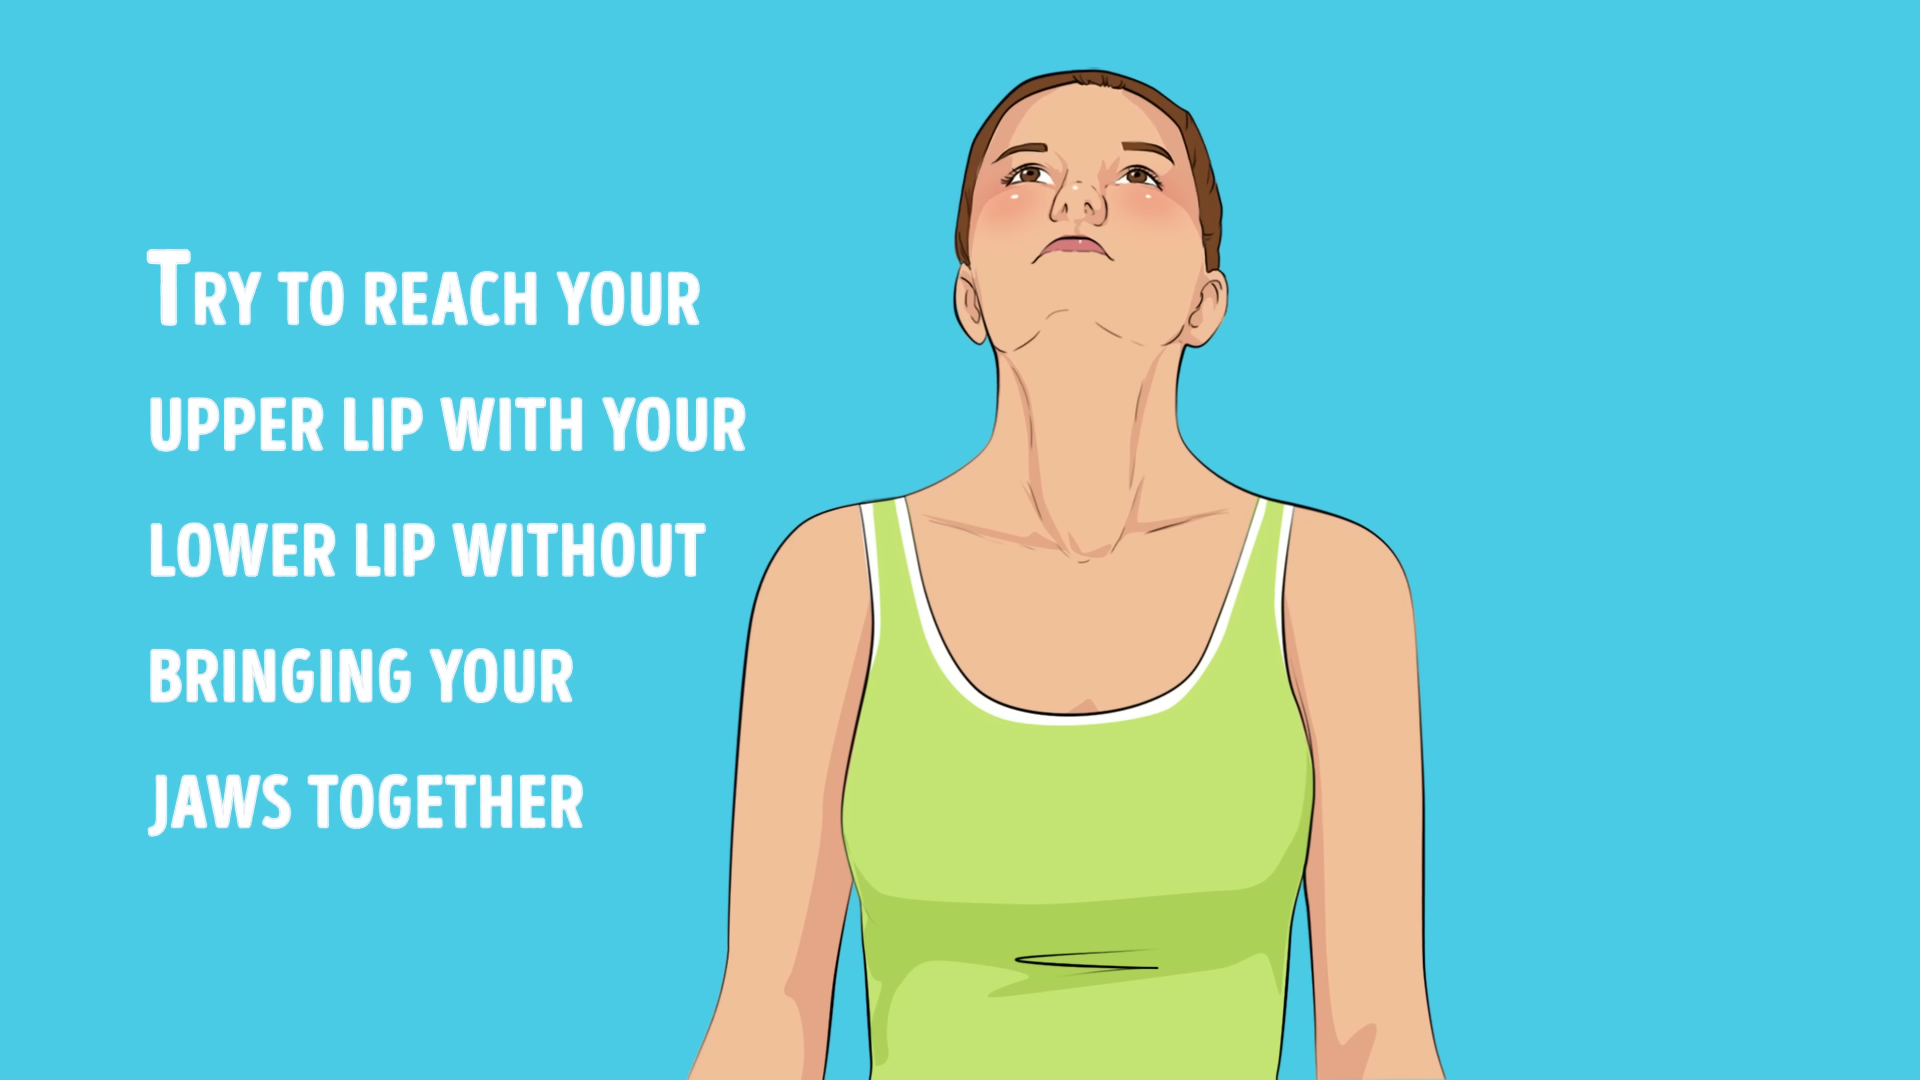 Try to reach your
upper lip with your
lower lip without
bringing your
jaws together